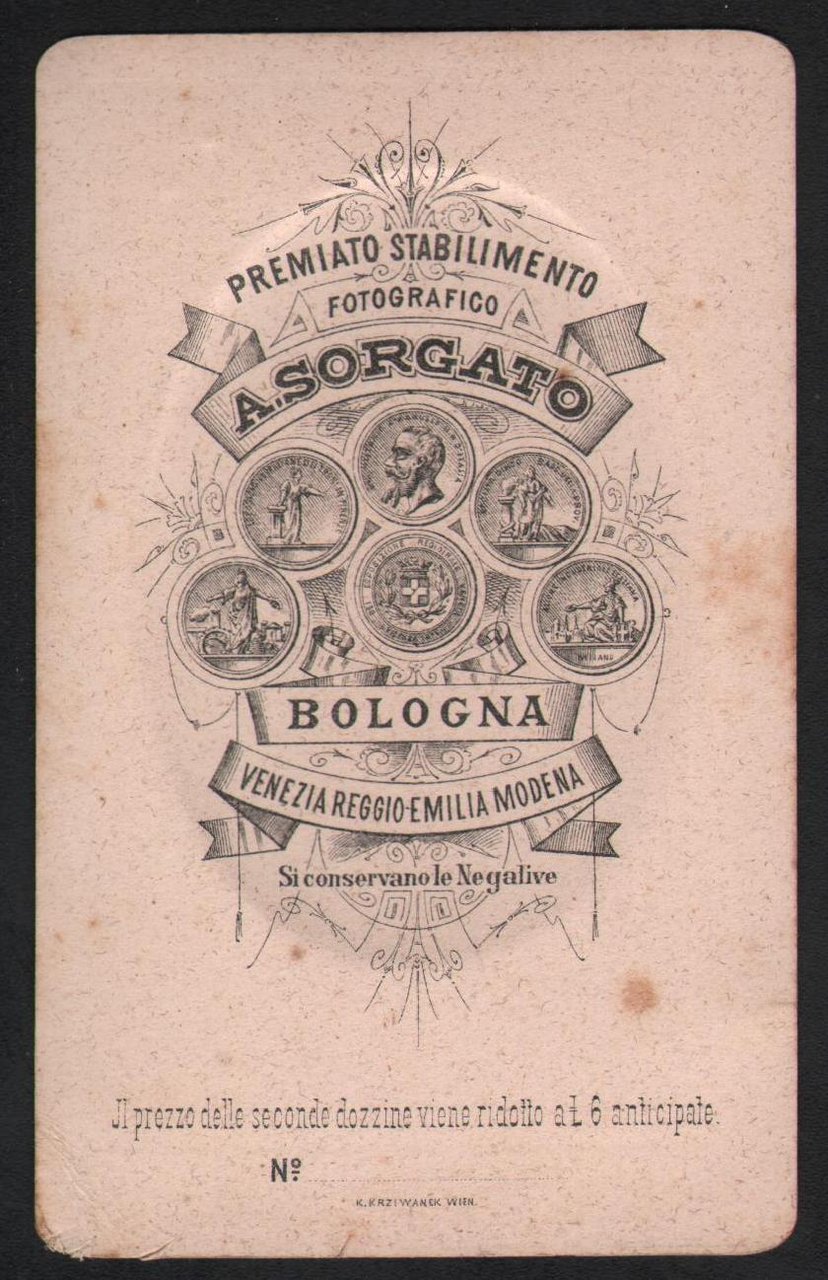 PREMIATO STABILIMENTO
FOTOGRAFICO
A. SORGATO
BOLOGNA
VENEZIA REGGIO-EMILIA MODENA
Si conservano le Negative
Il prezzo delle seconde dozzine viene ridotto a Ł 6 anticipate.
Nº
K. KRZIWANEK WIEN.